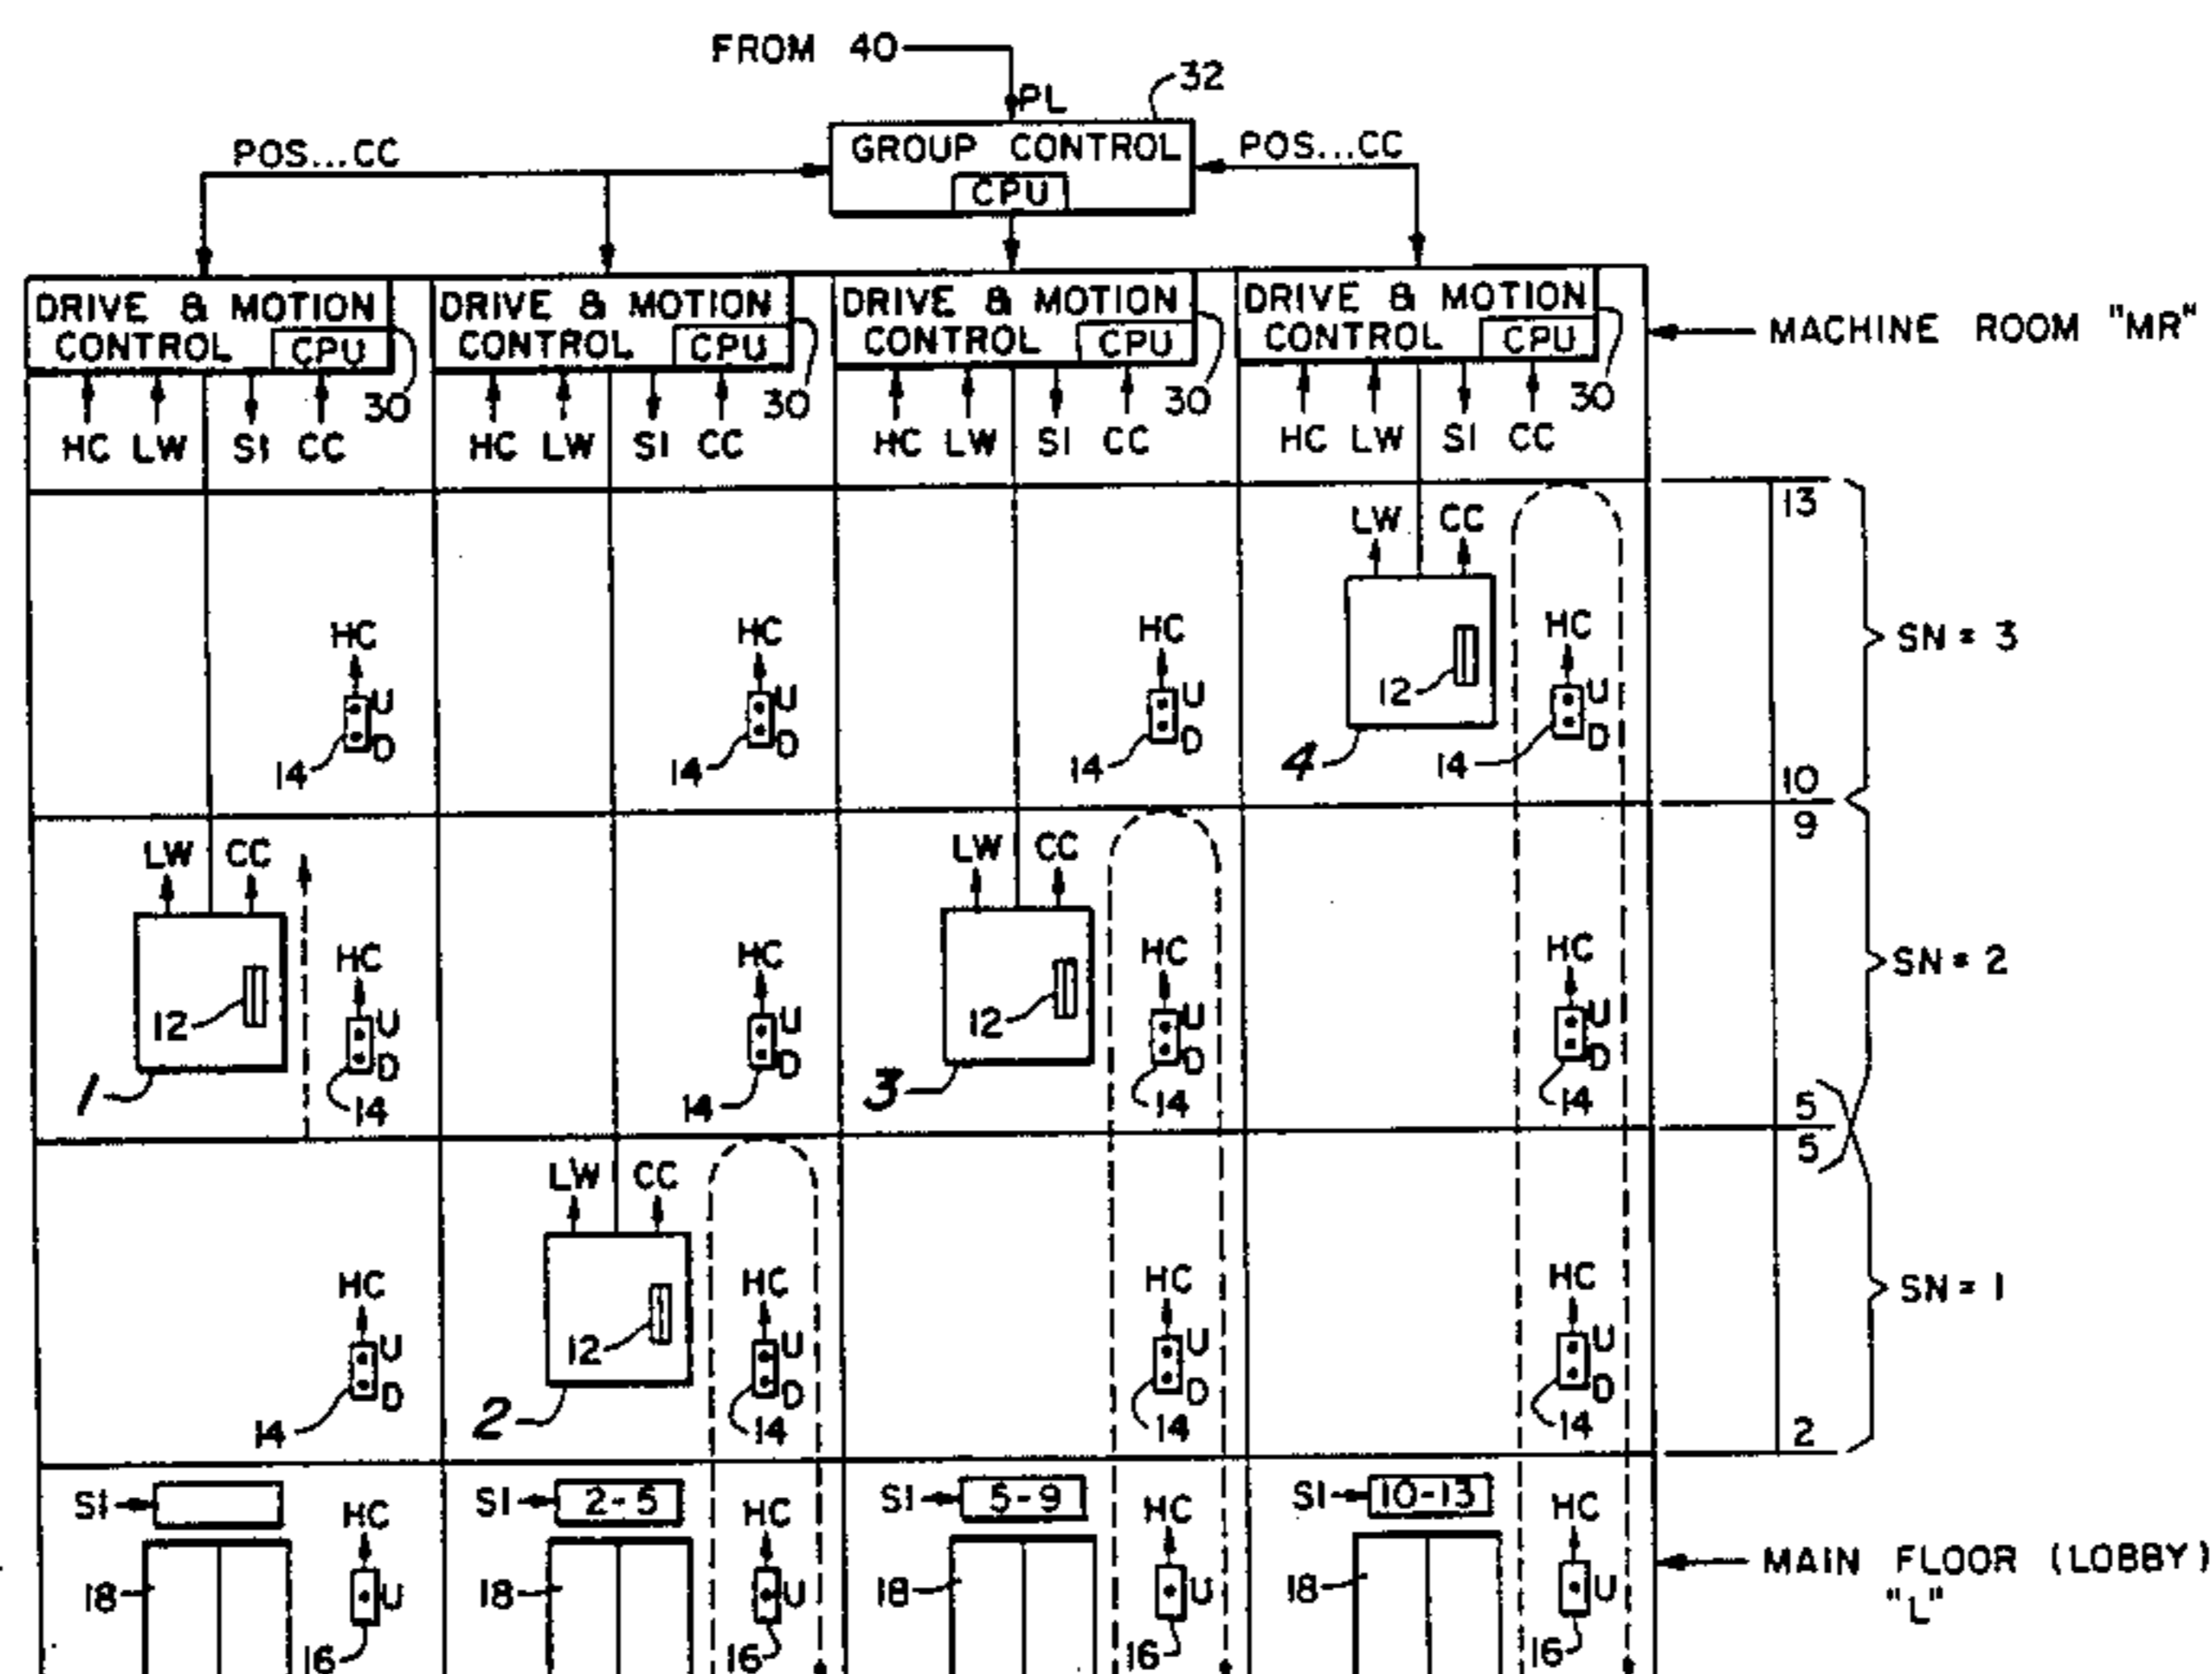 FROM 40
PL
32
POS...CC
GROUP CONTROL
POS...CC
CPU
DRIVE & MOTION CONTROL CPU
DRIVE & MOTION CONTROL CPU
DRIVE & MOTION CONTROL CPU
DRIVE & MOTION CONTROL CPU
MACHINE ROOM "MR"
30 30 30 30
HC LW SI CC
HC LW SI CC
HC LW SI CC
HC LW SI CC
13
LW CC
HC HC HC HC
SN = 3
12
U U U U
D D D D
14 14 14 4 14
10
9
LW CC LW CC
HC HC HC HC
SN = 2
12 U U 12 U U
D D D D
1 14 14 3 14 14
5
5
LW CC
HC HC HC HC
SN = 1
U 12 U U U
D D D D
14 2 14 14 14
2
SI HC
SI 2-5 HC
SI 5-9 HC
SI 10-13 HC
MAIN FLOOR (LOBBY)
"L"
18 U 18 U 18 U 18 U
16 16 16 16